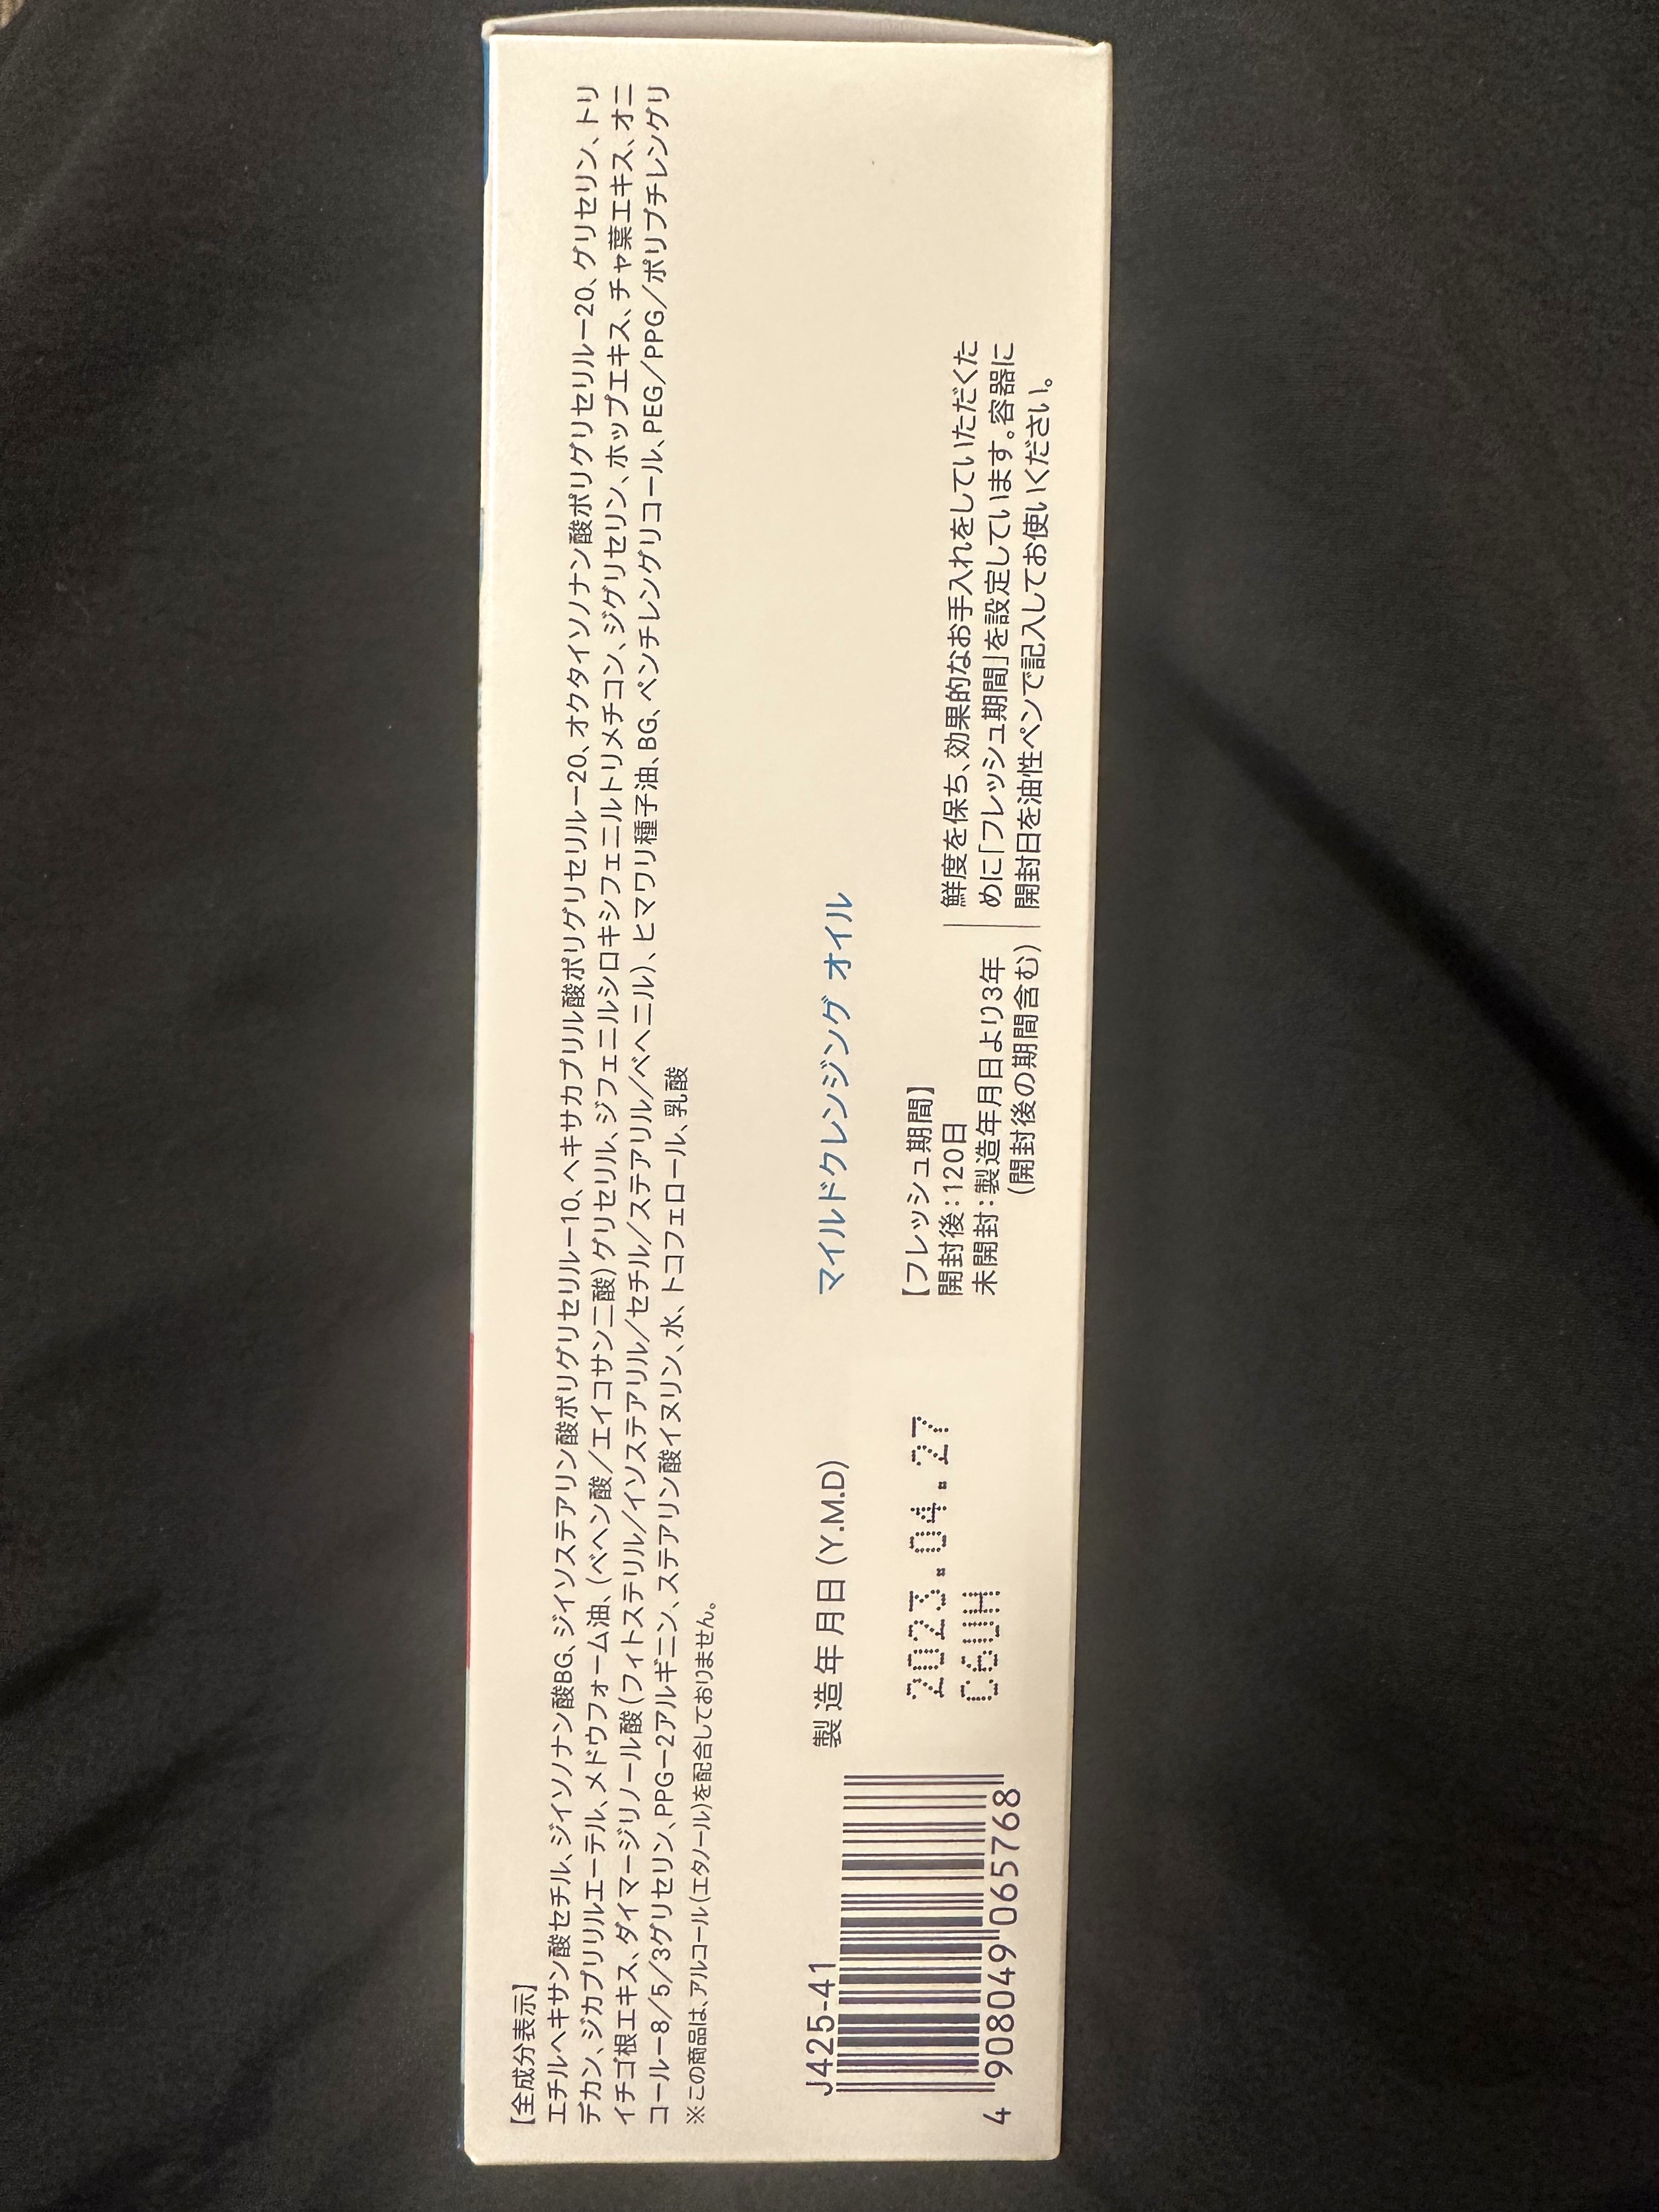 【全成分表示】
エチルヘキサン酸セチル、ジイソノナン酸BG、ジイソステアリン酸ポリグリセリル－10、ヘキサカプリル酸ポリグリセリル－20、オクタイソノナン酸ポリグリセリル－20、グリセリン、トリ
デカン、ジカプリリルエーテル、メドウフォーム油、（ベヘン酸／エイコサン二酸）グリセリル、ジフェニルシロキシフェニルトリメチコン、ジグリセリン、ホップエキス、チャ葉エキス、オニ
イチゴ根エキス、ダイマージリノール酸（フィトステリル／イソステアリル／セチル／ステアリル／ベヘニル）、ヒマワリ種子油、BG、ペンチレングリコール、PEG／PPG／ポリブチレングリ
コール－8／5／3グリセリン、PPG－2アルギニン、ステアリン酸イヌリン、水、トコフェロール、乳酸
※この商品は、アルコール（エタノール）を配合しておりません。
J425-41
4 908049 065768
製造年月日（Y.M.D）
2023.04.27
C6UH
マイルドクレンジング オイル
【フレッシュ期間】
開封後：120日
未開封：製造年月日より3年
（開封後の期間含む）
鮮度を保ち、効果的なお手入れをしていただくた
めに「フレッシュ期間」を設定しています。容器に
開封日を油性ペンで記入してお使いください。